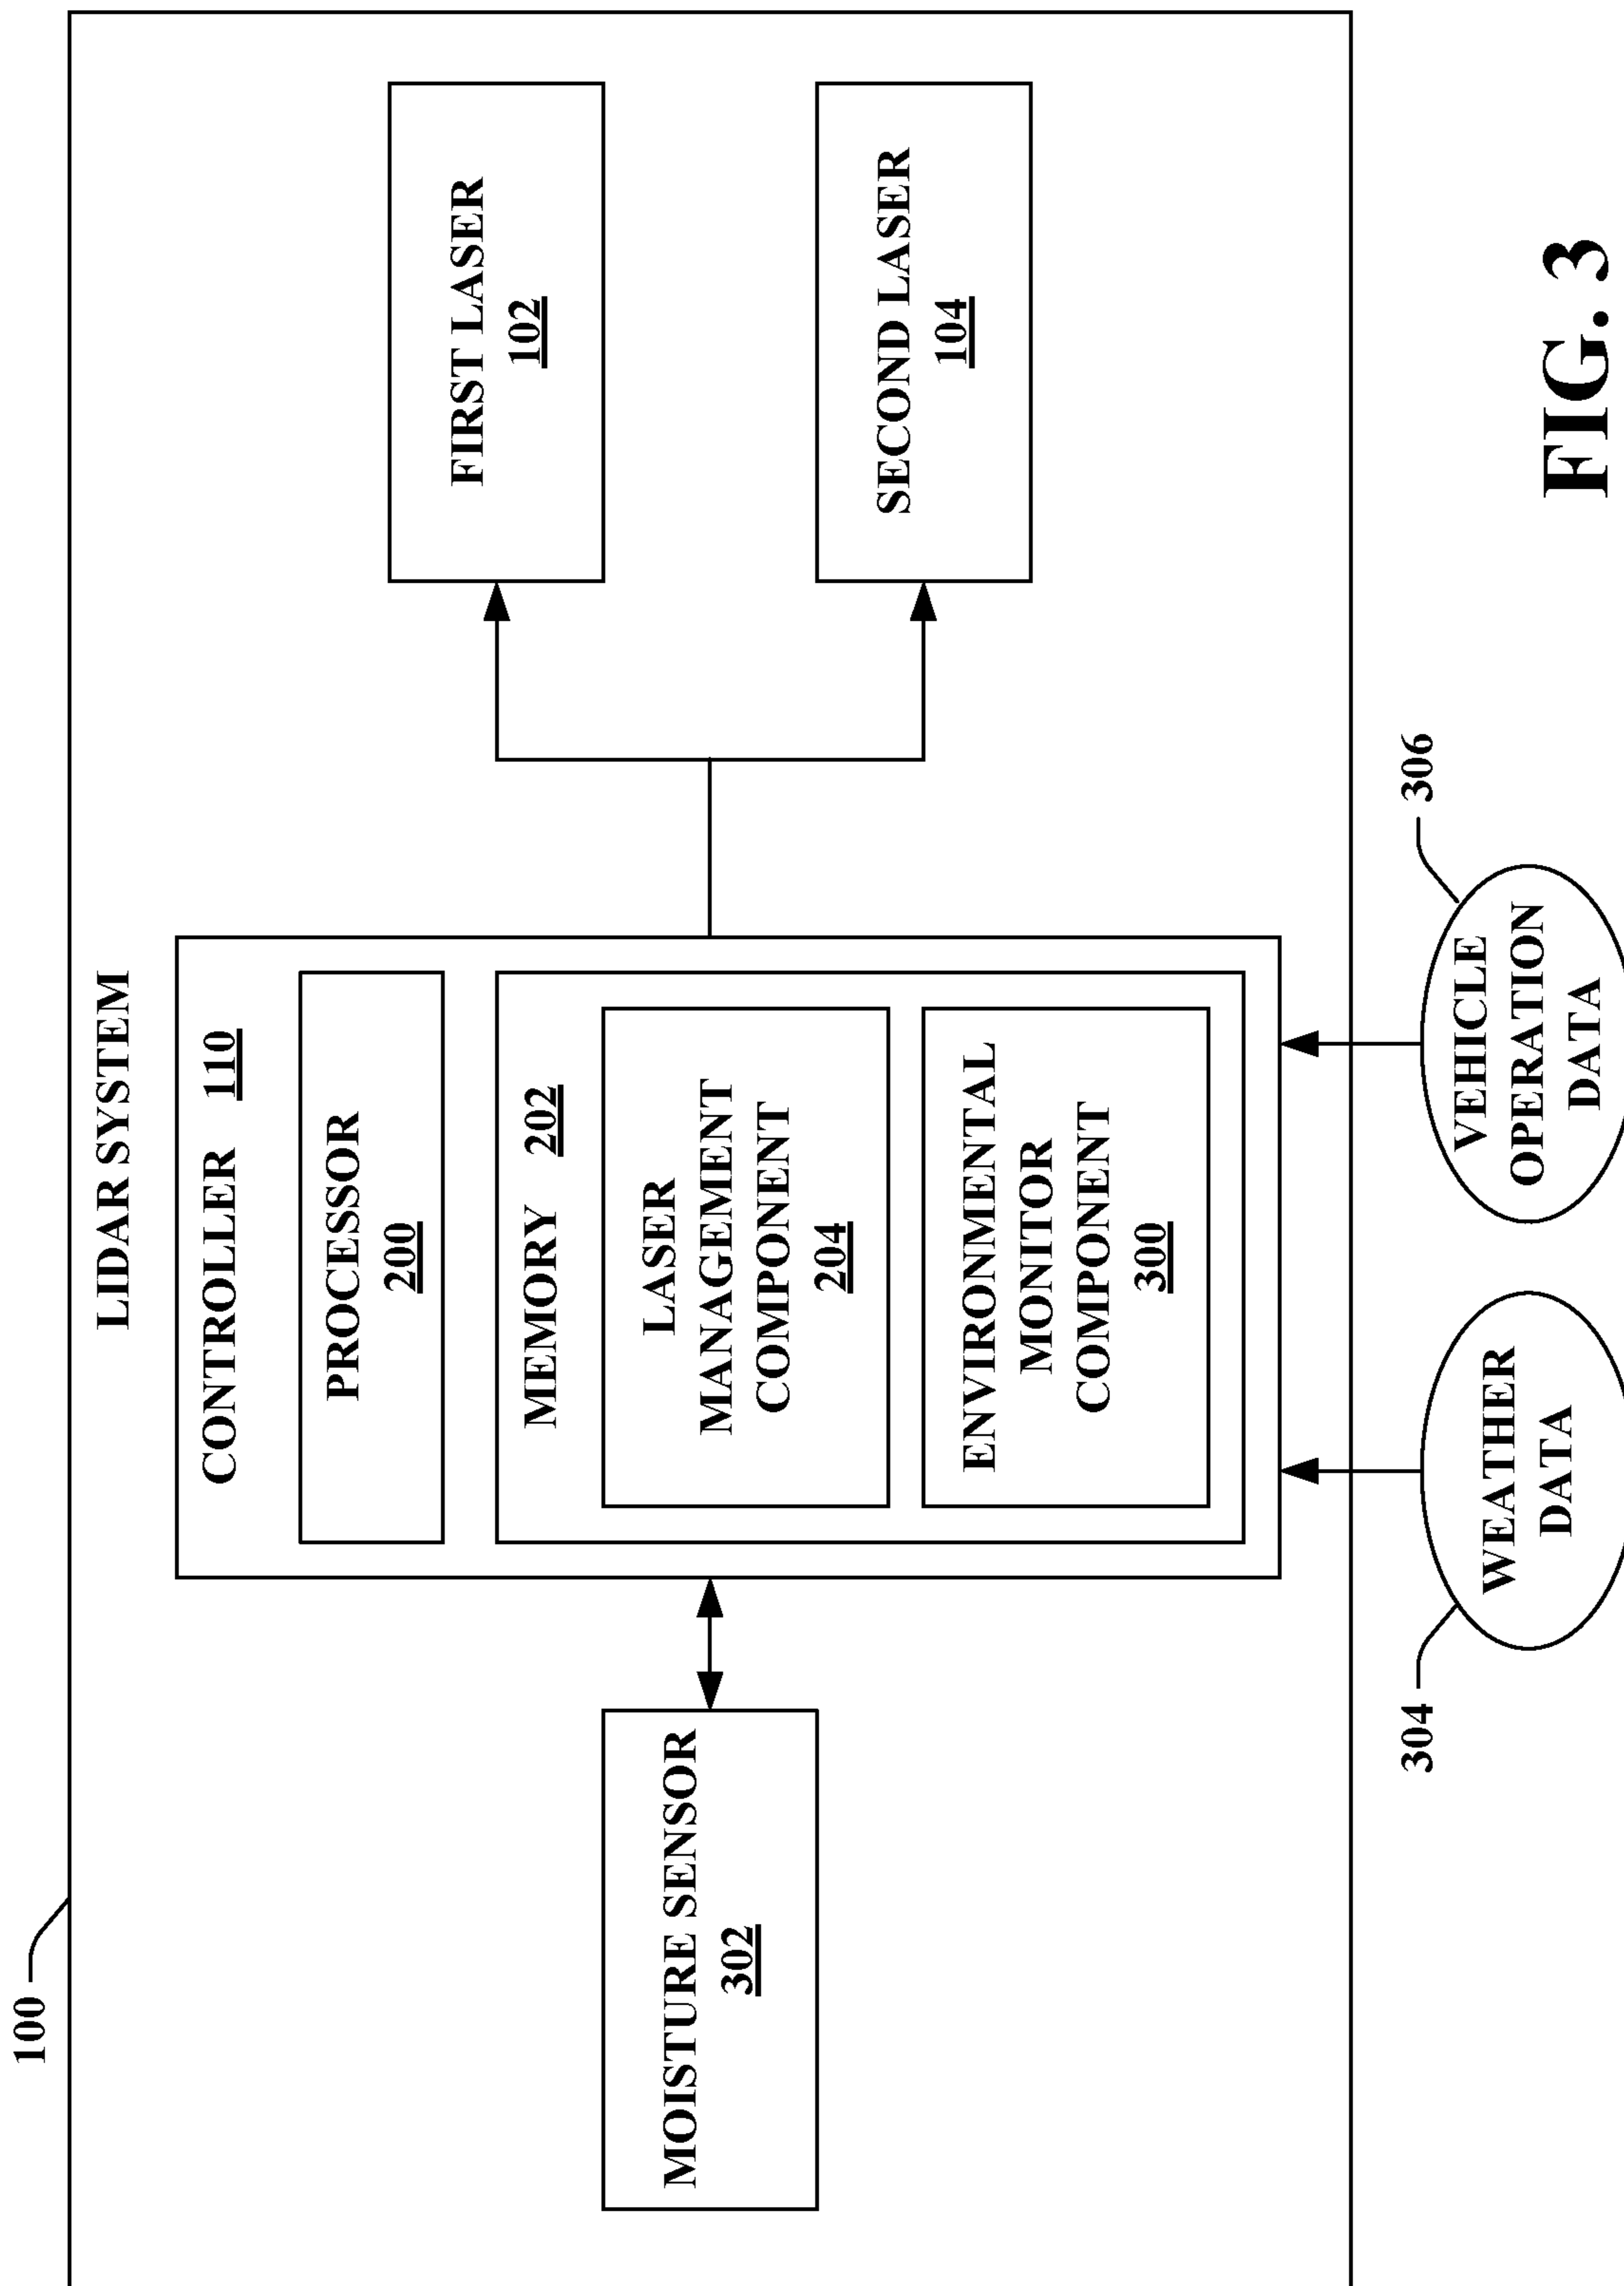 100
LIDAR SYSTEM
CONTROLLER 110
PROCESSOR
200
MEMORY 202
LASER
MANAGEMENT
COMPONENT
204
ENVIRONMENTAL
MONITOR
COMPONENT
300
MOISTURE SENSOR
302
FIRST LASER
102
SECOND LASER
104
304
WEATHER
DATA
VEHICLE
OPERATION
DATA
306
FIG. 3